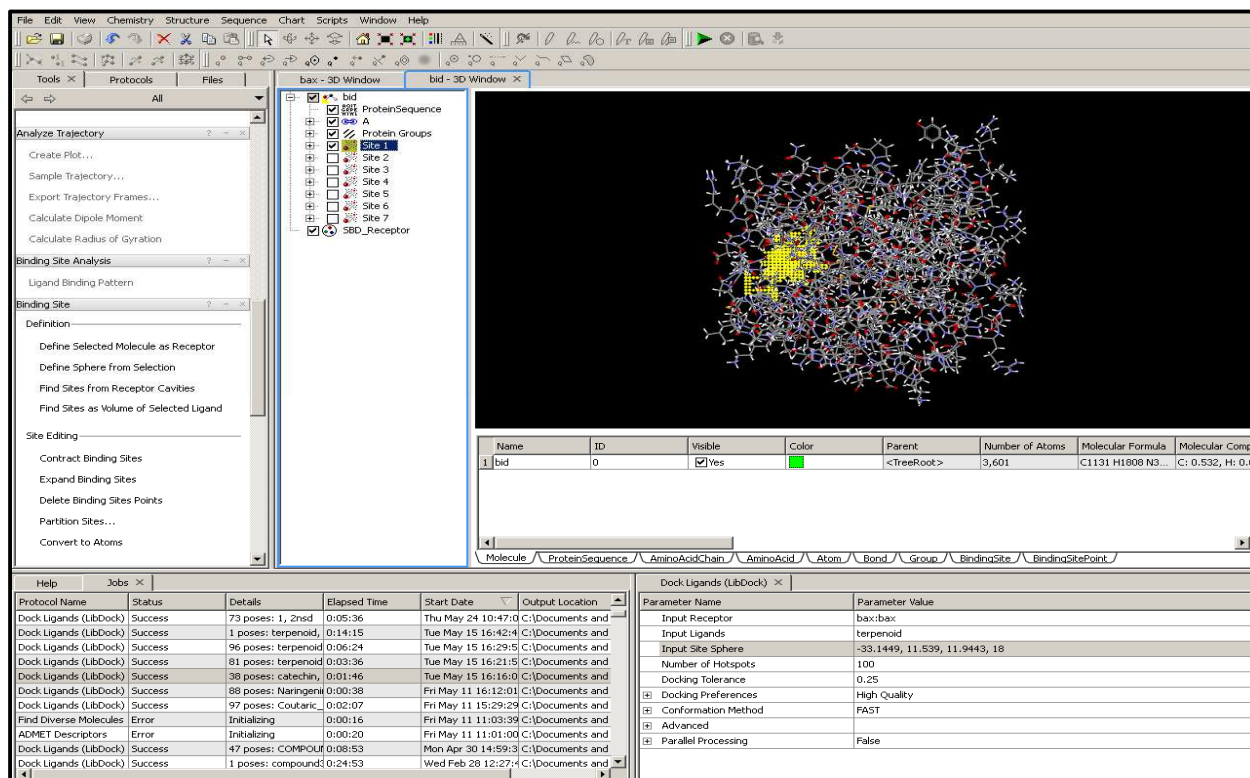 File Edit View Chemistry Structure Sequence Chart Scripts Window Help
Tools Protocols Files
bax - 3D Window bid - 3D Window
All
bid
ProteinSequence
A
Protein Groups
Site 1
Site 2
Site 3
Site 4
Site 5
Site 6
Site 7
SBD_Receptor
Analyze Trajectory
Create Plot...
Sample Trajectory...
Export Trajectory Frames...
Calculate Dipole Moment
Calculate Radius of Gyration
Binding Site Analysis
Ligand Binding Pattern
Binding Site
Definition
Define Selected Molecule as Receptor
Define Sphere from Selection
Find Sites from Receptor Cavities
Find Sites as Volume of Selected Ligand
Site Editing
Contract Binding Sites
Expand Binding Sites
Delete Binding Sites Points
Partition Sites...
Convert to Atoms
Name ID Visible Color Parent Number of Atoms Molecular Formula Molecular Comp
1 bid 0 Yes <TreeRoot> 3,601 C1131 H1808 N3... C: 0.532, H: 0.0
Molecule ProteinSequence AminoAcidChain AminoAcid Atom Bond Group BindingSite BindingSitePoint
Help Jobs
Protocol Name Status Details Elapsed Time Start Date Output Location
Dock Ligands (LibDock) Success 73 poses: 1, 2nsd 0:05:36 Thu May 24 10:47:0 C:\Documents and
Dock Ligands (LibDock) Success 1 poses: terpenoid, 0:14:15 Tue May 15 16:42:4 C:\Documents and
Dock Ligands (LibDock) Success 96 poses: terpenoid 0:06:24 Tue May 15 16:29:5 C:\Documents and
Dock Ligands (LibDock) Success 81 poses: terpenoid 0:03:36 Tue May 15 16:21:5 C:\Documents and
Dock Ligands (LibDock) Success 38 poses: catechin, 0:01:46 Tue May 15 16:16:0 C:\Documents and
Dock Ligands (LibDock) Success 88 poses: Naringeni 0:00:38 Fri May 11 16:12:01 C:\Documents and
Dock Ligands (LibDock) Success 97 poses: Coutaric_ 0:02:07 Fri May 11 15:29:29 C:\Documents and
Find Diverse Molecules Error Initializing 0:00:16 Fri May 11 11:03:39 C:\Documents and
ADMET Descriptors Error Initializing 0:00:20 Fri May 11 11:01:00 C:\Documents and
Dock Ligands (LibDock) Success 47 poses: COMPOU 0:08:53 Mon Apr 30 14:59:3 C:\Documents and
Dock Ligands (LibDock) Success 1 poses: compound: 0:24:53 Wed Feb 28 12:27:4 C:\Documents and
Dock Ligands (LibDock)
Parameter Name Parameter Value
Input Receptor bax:bax
Input Ligands terpenoid
Input Site Sphere -33.1449, 11.539, 11.9443, 18
Number of Hotspots 100
Docking Tolerance 0.25
Docking Preferences High Quality
Conformation Method FAST
Advanced
Parallel Processing False